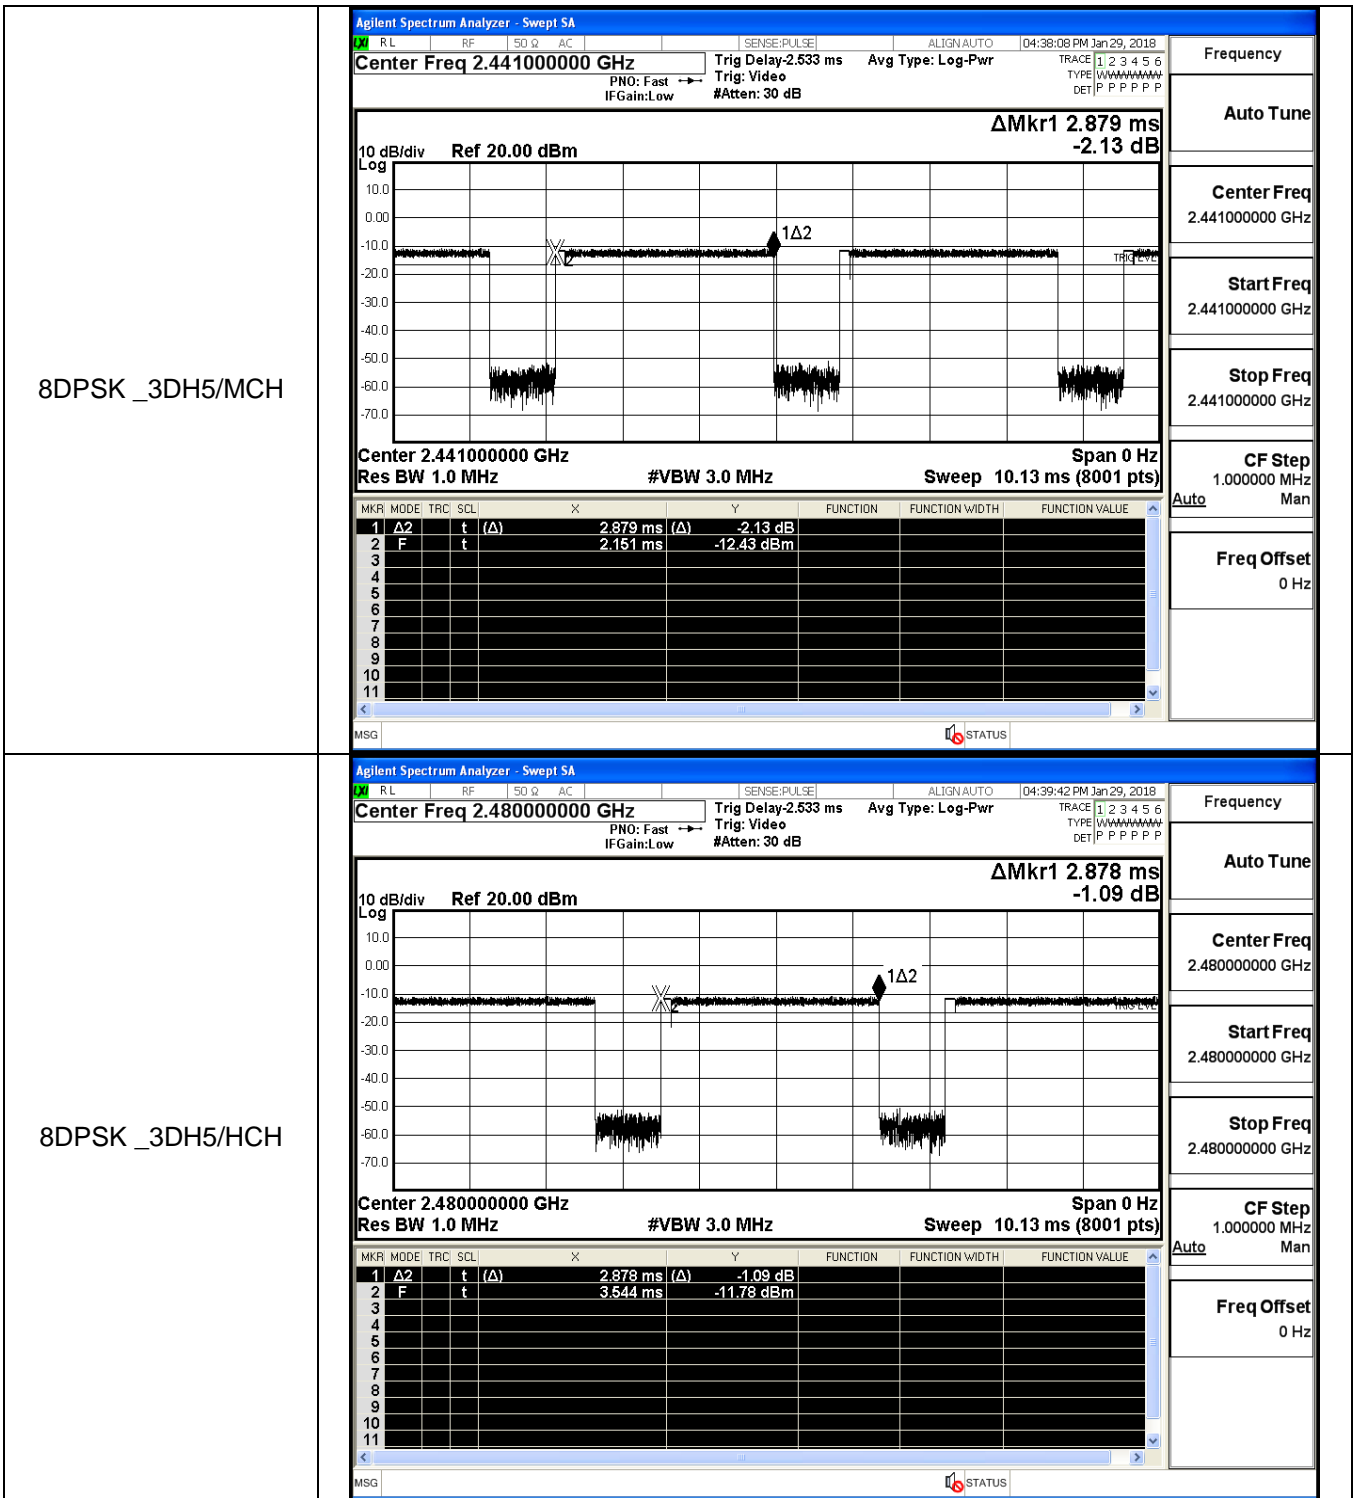 8DPSK _3DH5/MCH
Agilent Spectrum Analyzer - Swept SA
LXI RL RF 50 Ω AC SENSE:PULSE ALIGNAUTO 04:38:08 PM Jan 29, 2018
Center Freq 2.441000000 GHz
PNO: Fast
IFGain:Low
Trig Delay-2.533 ms
Trig: Video
#Atten: 30 dB
Avg Type: Log-Pwr
TRACE 1 2 3 4 5 6
TYPE WWWWWW
DET P P P P P P
ΔMkr1 2.879 ms
-2.13 dB
10 dB/div Ref 20.00 dBm
Log
10.0
0.00
-10.0
-20.0
-30.0
-40.0
-50.0
-60.0
-70.0
1Δ2
2
Center 2.441000000 GHz Span 0 Hz
Res BW 1.0 MHz #VBW 3.0 MHz Sweep 10.13 ms (8001 pts)
MKR MODE TRC SCL X Y FUNCTION FUNCTION WIDTH FUNCTION VALUE
1 Δ2 t (Δ) 2.879 ms (Δ) -2.13 dB
2 F t 2.151 ms -12.43 dBm
3
4
5
6
7
8
9
10
11
MSG STATUS
Frequency
Auto Tune
Center Freq
2.441000000 GHz
Start Freq
2.441000000 GHz
Stop Freq
2.441000000 GHz
CF Step
1.000000 MHz
Auto Man
Freq Offset
0 Hz
8DPSK _3DH5/HCH
Agilent Spectrum Analyzer - Swept SA
LXI RL RF 50 Ω AC SENSE:PULSE ALIGNAUTO 04:39:42 PM Jan 29, 2018
Center Freq 2.480000000 GHz
PNO: Fast
IFGain:Low
Trig Delay-2.533 ms
Trig: Video
#Atten: 30 dB
Avg Type: Log-Pwr
TRACE 1 2 3 4 5 6
TYPE WWWWWW
DET P P P P P P
ΔMkr1 2.878 ms
-1.09 dB
10 dB/div Ref 20.00 dBm
Log
10.0
0.00
-10.0
-20.0
-30.0
-40.0
-50.0
-60.0
-70.0
1Δ2
2
Center 2.480000000 GHz Span 0 Hz
Res BW 1.0 MHz #VBW 3.0 MHz Sweep 10.13 ms (8001 pts)
MKR MODE TRC SCL X Y FUNCTION FUNCTION WIDTH FUNCTION VALUE
1 Δ2 t (Δ) 2.878 ms (Δ) -1.09 dB
2 F t 3.544 ms -11.78 dBm
3
4
5
6
7
8
9
10
11
MSG STATUS
Frequency
Auto Tune
Center Freq
2.480000000 GHz
Start Freq
2.480000000 GHz
Stop Freq
2.480000000 GHz
CF Step
1.000000 MHz
Auto Man
Freq Offset
0 Hz